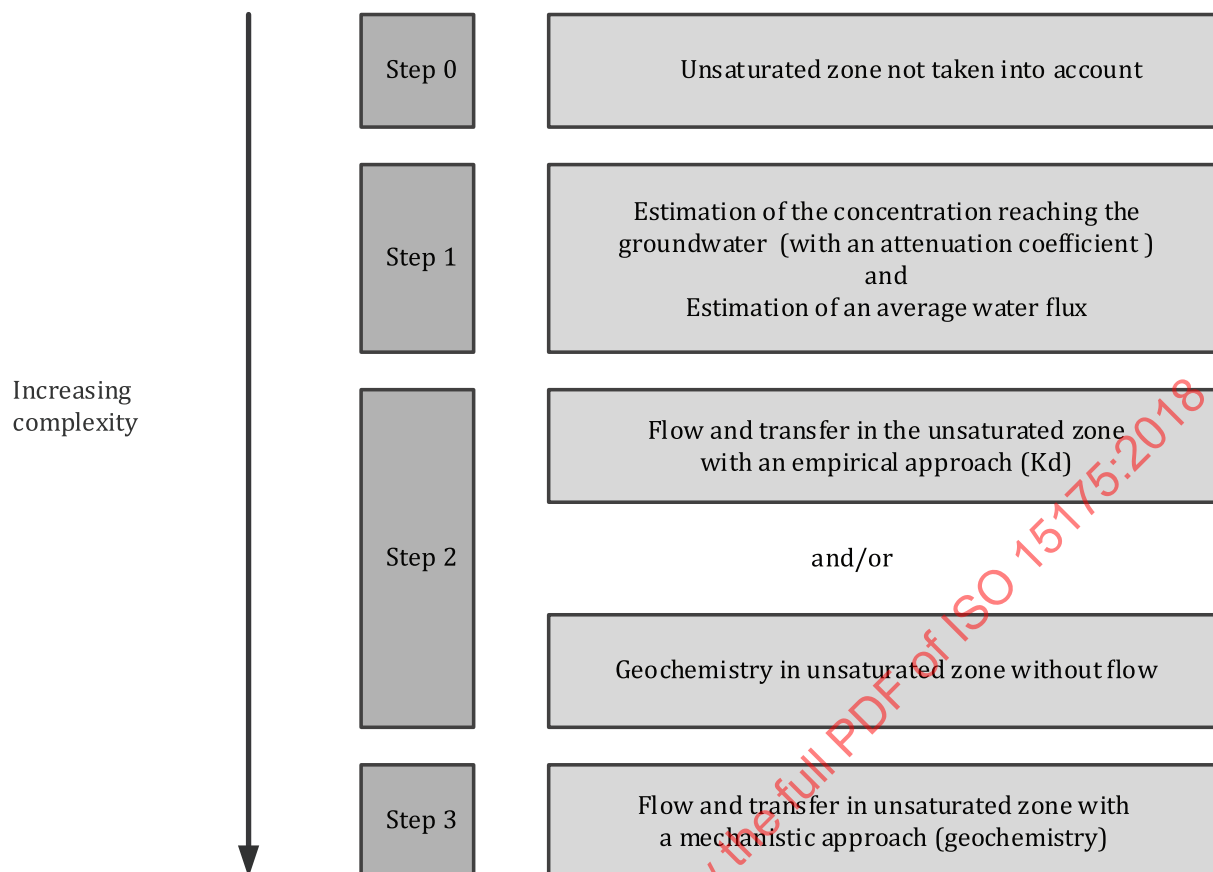 Step 0
Unsaturated zone not taken into account
Step 1
Estimation of the concentration reaching the
groundwater (with an attenuation coefficient )
and
Estimation of an average water flux
Increasing
complexity
Step 2
Flow and transfer in the unsaturated zone
with an empirical approach (Kd)
and/or
Geochemistry in unsaturated zone without flow
Step 3
Flow and transfer in unsaturated zone with
a mechanistic approach (geochemistry)
the full PDF of ISO 15175:2018